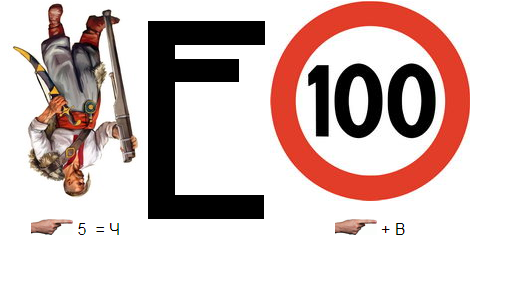 Е 100
5 = Ч + В